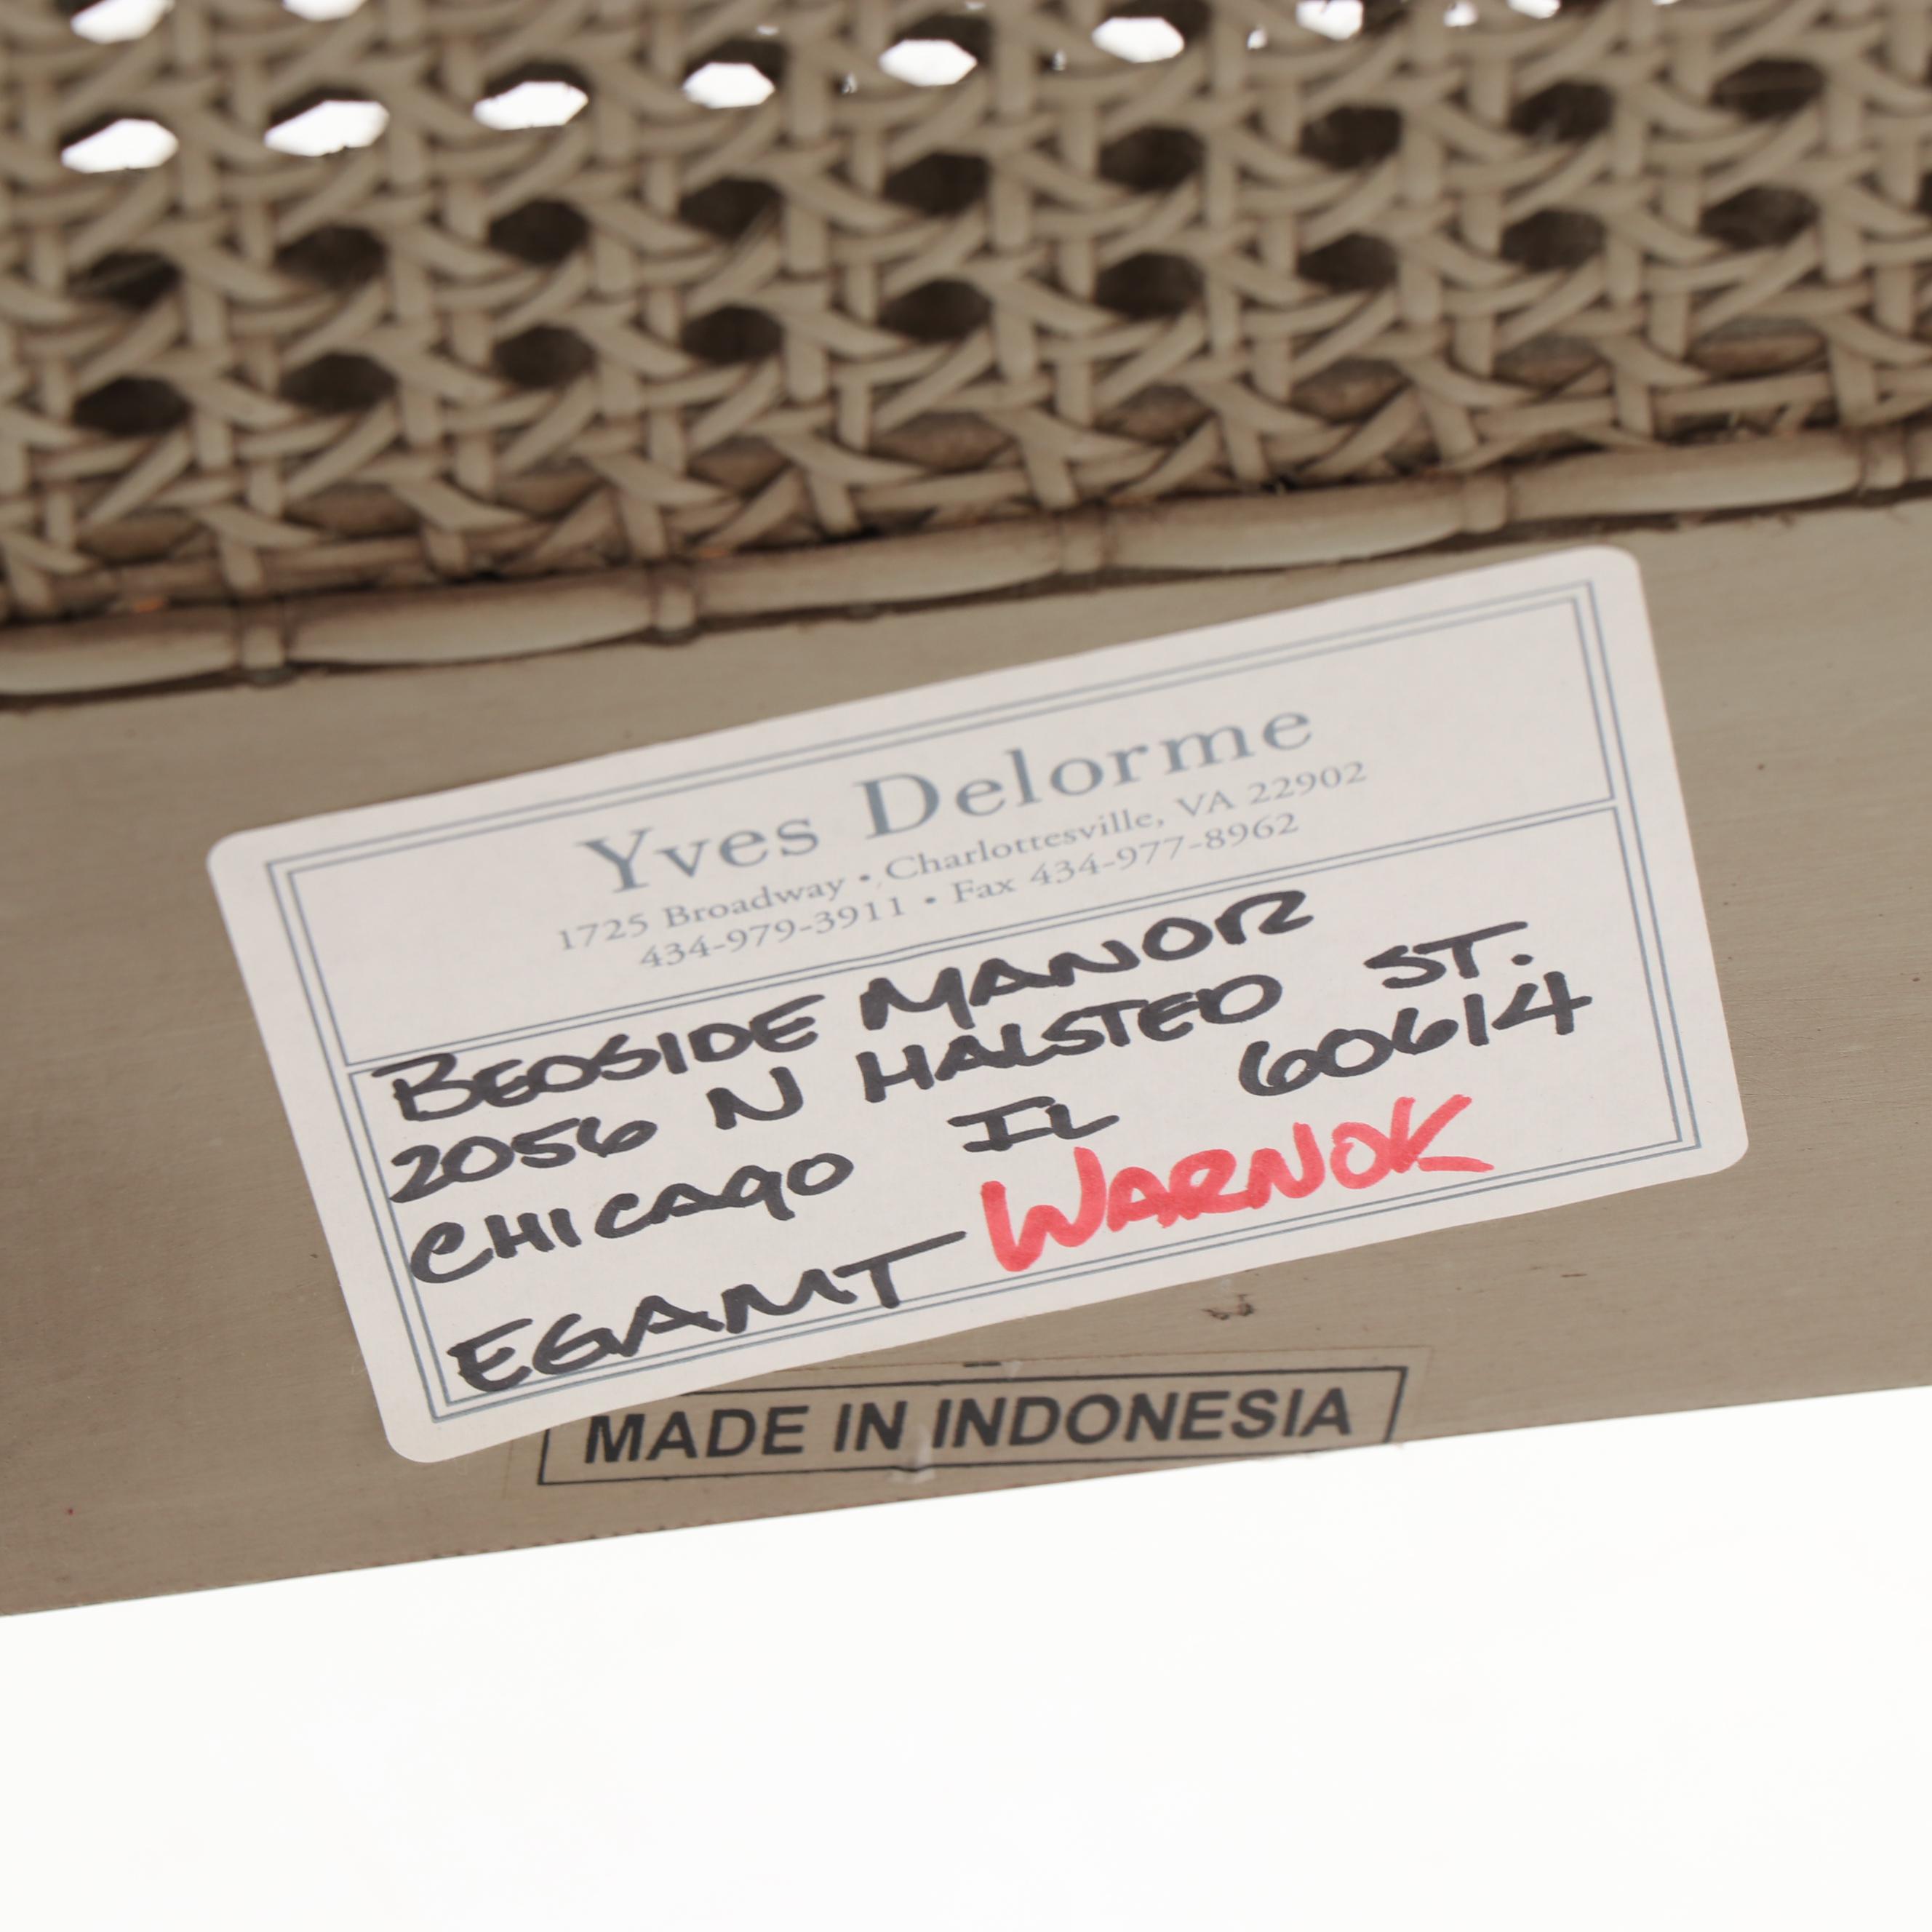 Yves Delorme
1725 Broadway • Charlottesville, VA 22902
434-979-3911 • Fax 434-977-8962
BEDSIDE MANOR
2056 N HALSTED ST.
CHICAGO IL 60614
EGAMT WARNOK
MADE IN INDONESIA